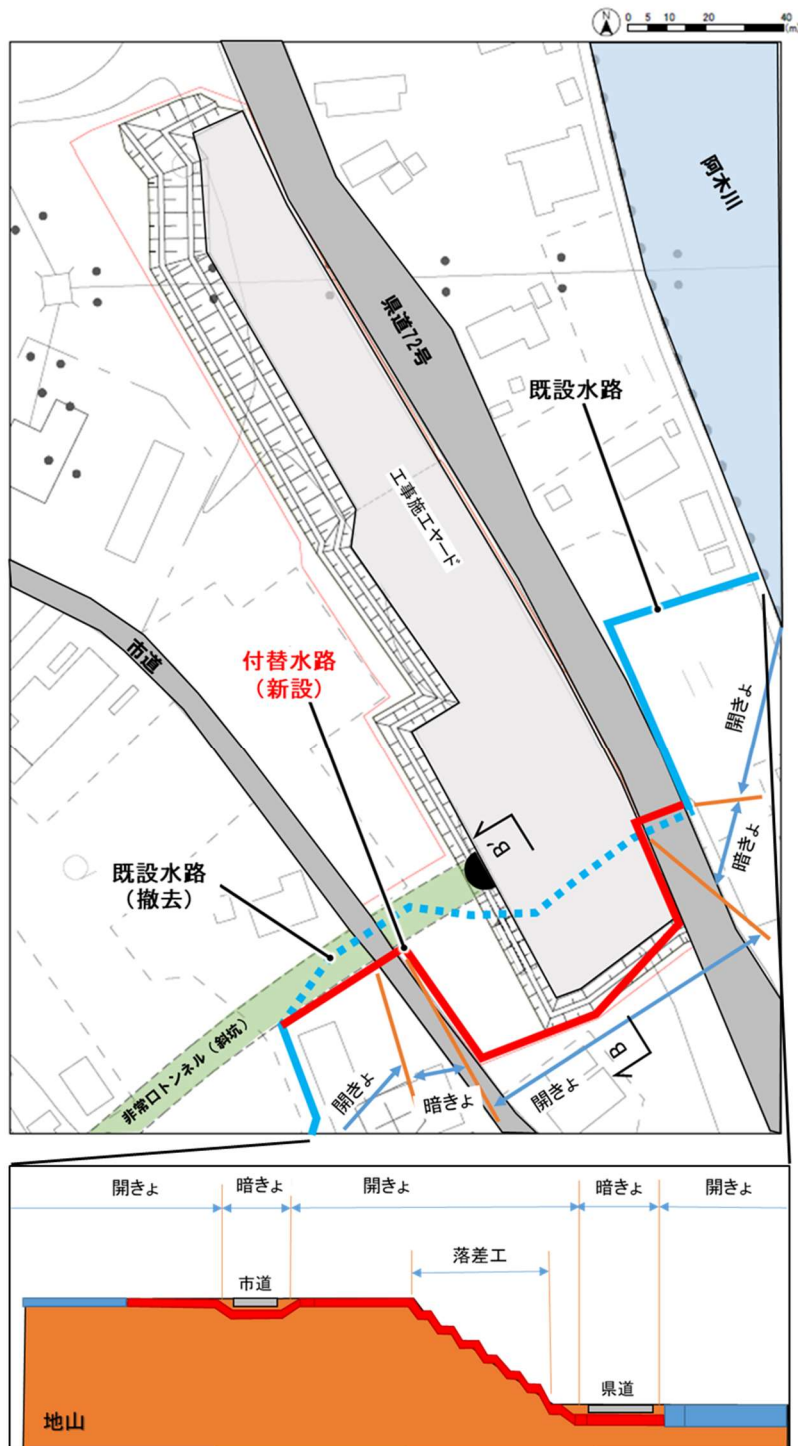 N
0 5 10 20 40
(m)
阿木川
県道72号
既設水路
工事施工ヤード
市道
付替水路
(新設)
開きょ
暗きょ
B'
既設水路
(撤去)
非常口トンネル(斜坑)
開きょ
暗きょ
開きょ
B
開きょ
暗きょ
開きょ
暗きょ
開きょ
落差工
市道
県道
地山